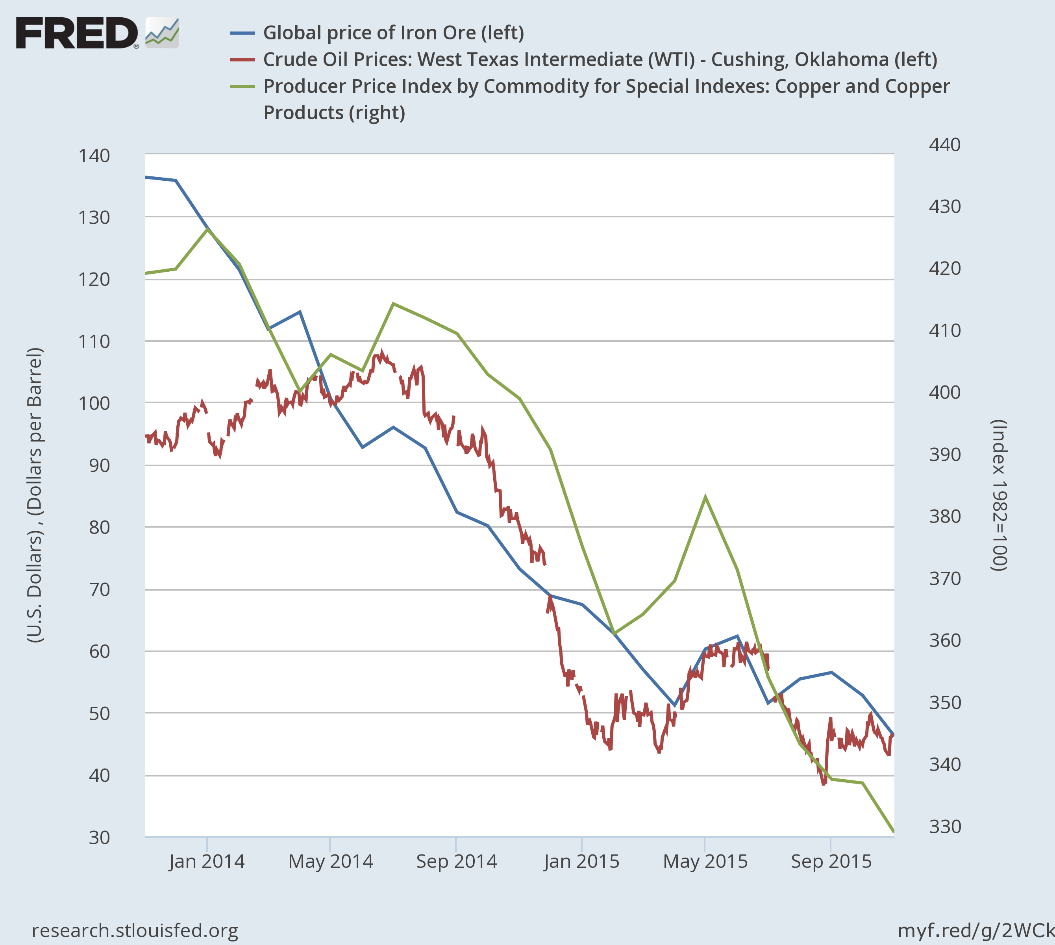 FRED
Global price of Iron Ore (left)
Crude Oil Prices: West Texas Intermediate (WTI) - Cushing, Oklahoma (left)
Producer Price Index by Commodity for Special Indexes: Copper and Copper
Products (right)
140
130
120
110
100
90
80
70
60
50
40
30
(U.S. Dollars) , (Dollars per Barrel)
440
430
420
410
400
390
380
370
360
350
340
330
(Index 1982=100)
Jan 2014 May 2014 Sep 2014 Jan 2015 May 2015 Sep 2015
research.stlouisfed.org myf.red/g/2WCk